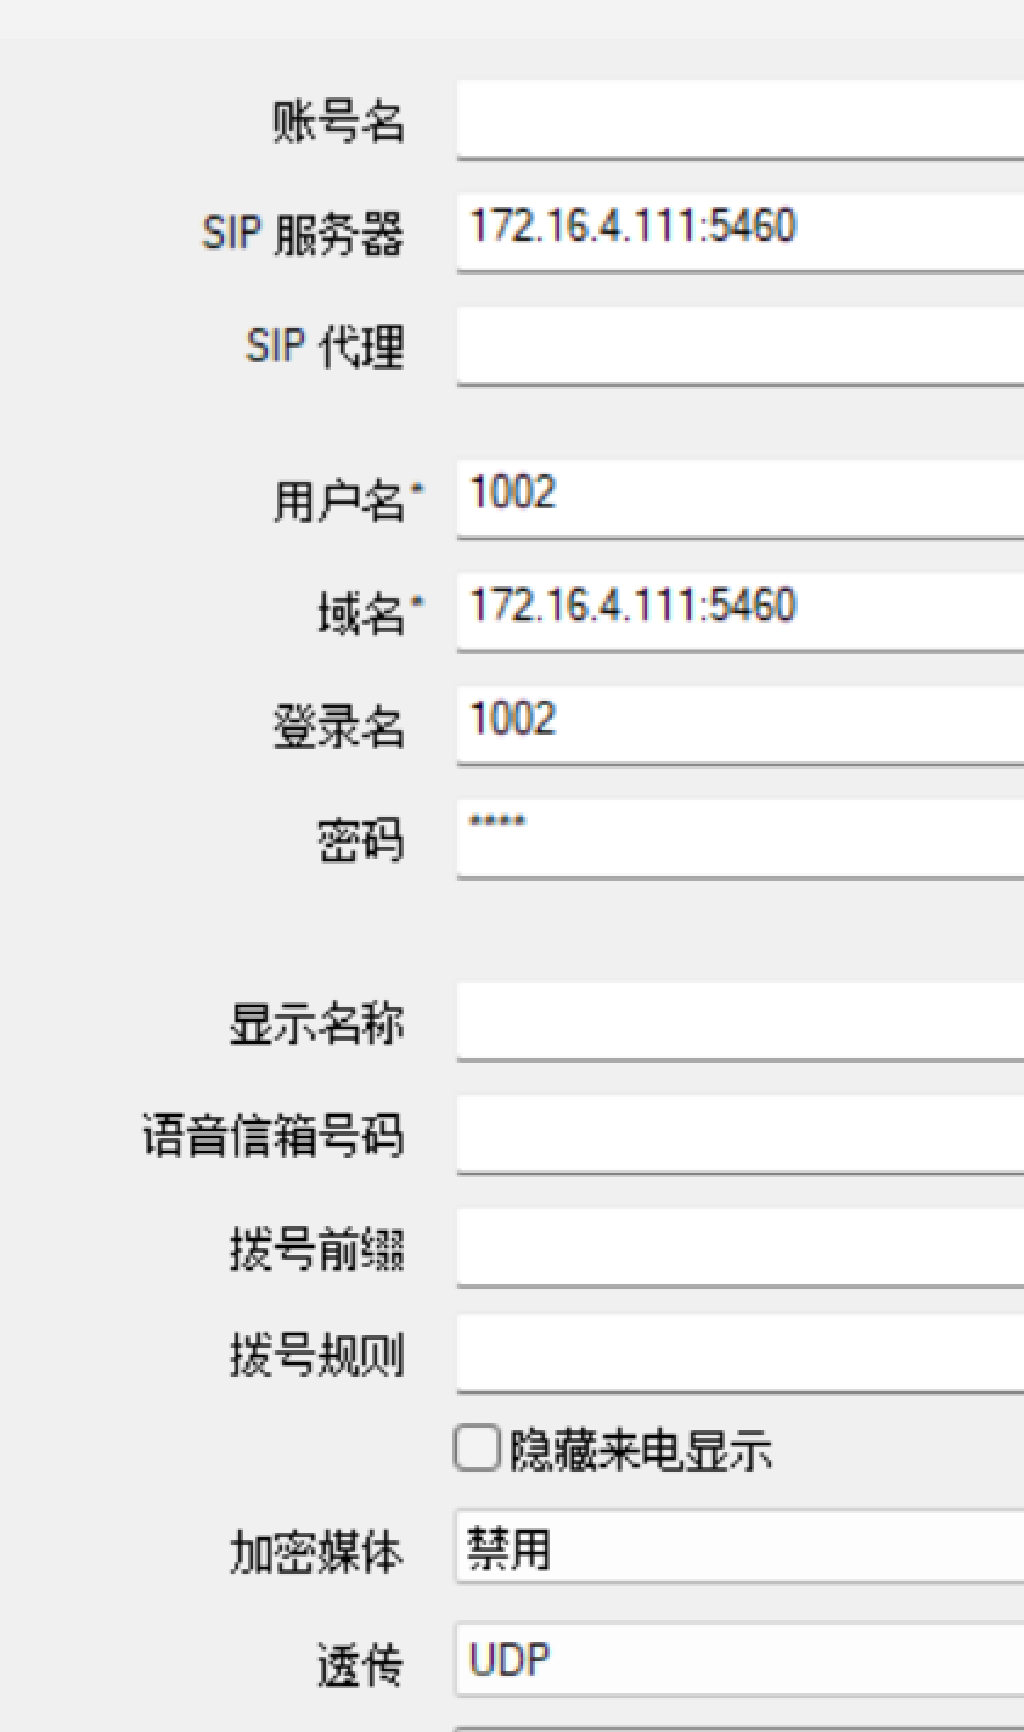 账号名
SIP 服务器 172.16.4.111:5460
SIP 代理
用户名* 1002
域名* 172.16.4.111:5460
登录名 1002
密码 ****
显示名称
语音信箱号码
拨号前缀
拨号规则
隐藏来电显示
加密媒体 禁用
透传 UDP